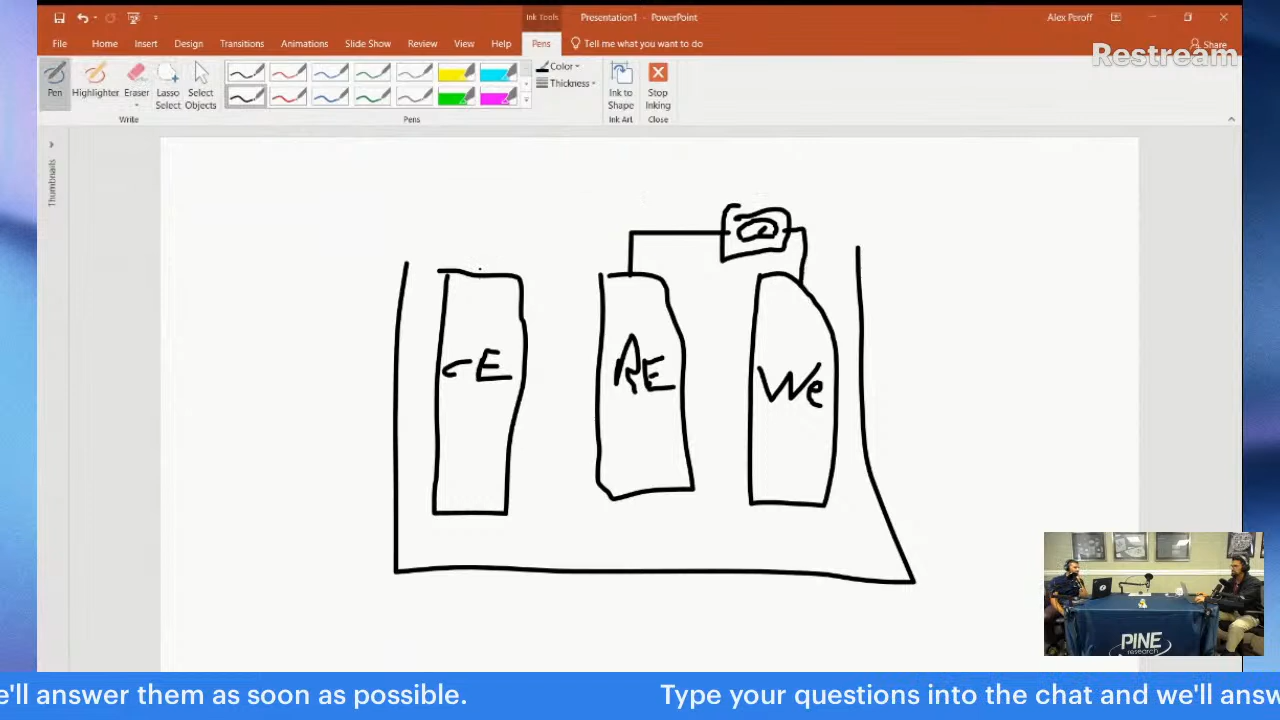 Ink Tools
Presentation1 - PowerPoint
Alex Peroff
File Home Insert Design Transitions Animations Slide Show Review View Help Pens Tell me what you want to do Share
Restream
Pen Highlighter Eraser Lasso Select Select Objects
Color
Thickness
Ink to Shape
Stop Inking
Write Pens Ink Art Close
Thumbnails
CE RE We
PINE
research
e'll answer them as soon as possible. Type your questions into the chat and we'll answ